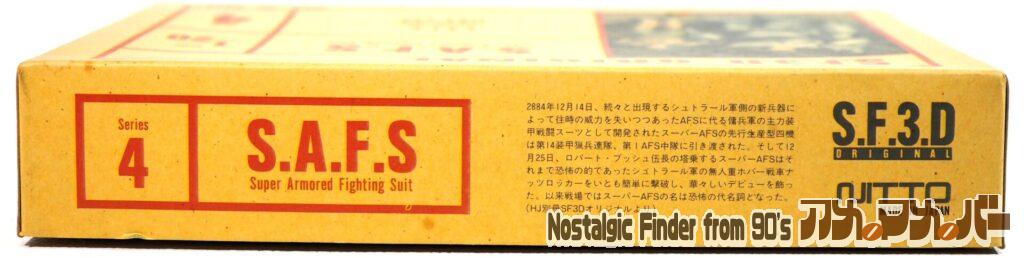 S.A.F.S
Series
4
S.A.F.S
Super Armored Fighting Suit
2884年12月14日、続々と出現するシュトラール軍側の新兵器に
よって往時の威力を失いつつあったAFSに代る傭兵軍の主力装
甲戦闘スーツとして開発されたスーパーAFSの先行生産型四機
は第14装甲猟兵連隊、第1AFS中隊に引き渡された。そして12
月25日、ロバート・ブッシュ伍長の塔乗するスーパーAFSはそ
れまで恐怖の的であったシュトラール軍の無人重ホバー戦車ナ
ッツロッカーをいとも簡単に撃破し、華々しいデビューを飾っ
た。以来戦場ではスーパーAFSの名は恐怖の代名詞となった。
(HJ別冊SF3Dオリジナルより)
S.F.3.D
ORIGINAL
NITTO
JAPAN
Nostalgic Finder from 90's